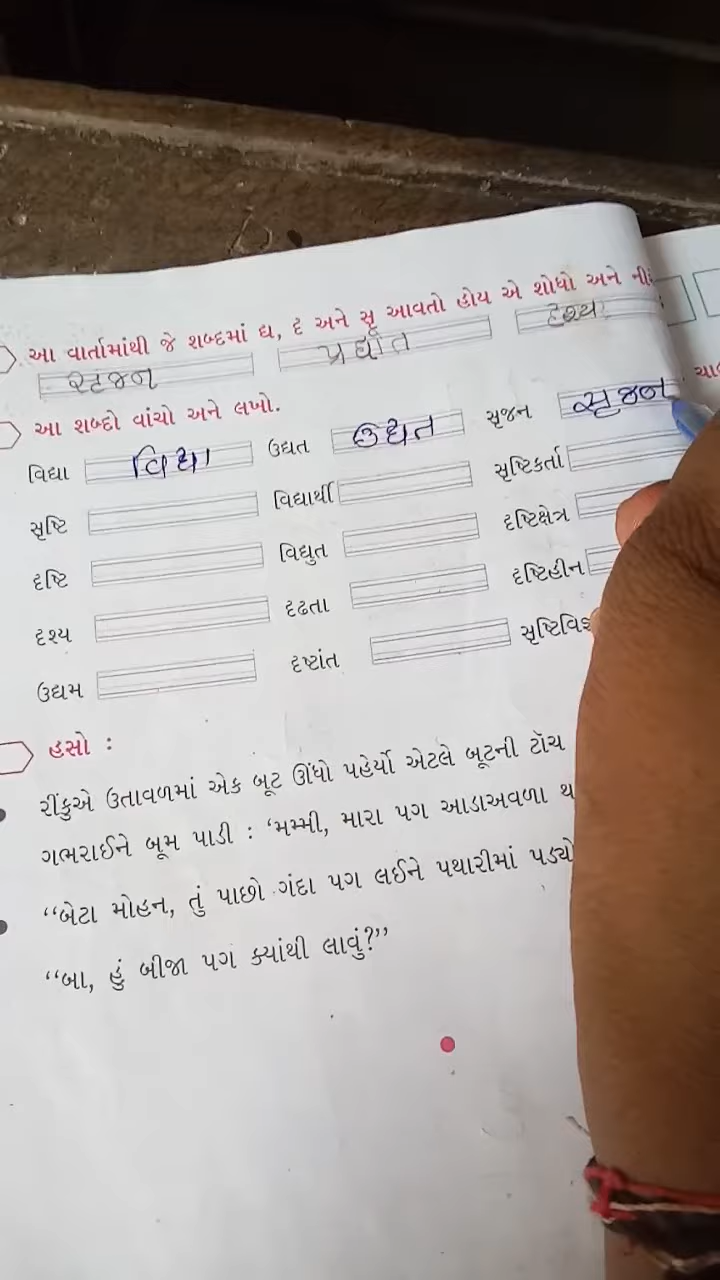 આ વાર્તામાંથી જે શબ્દમાં દ્ય, દૃ અને સૃ આવતો હોય એ શોધો અને
સૃજન પ્રદ્યોત દૃશ્ય
આ શબ્દો વાંચો અને લખો.
વિદ્યા વિદ્યા ઉદ્યત ઉદ્યત સૃજન સૃજન
સૃષ્ટિ વિદ્યાર્થી સૃષ્ટિકર્તા
દૃષ્ટિ વિદ્યુત દૃષ્ટિક્ષેત્ર
દૃશ્ય દૃઢતા દૃષ્ટિહીન
ઉદ્યમ દૃષ્ટાંત
હસો :
રીંકુએ ઉતાવળમાં એક બૂટ ઊંધો પહેર્યો એટલે બૂટની ટૉચ
ગભરાઈને બૂમ પાડી : ‘મમ્મી, મારા પગ આડાઅવળા
“બેટા મોહન, તું પાછો ગંદા પગ લઈને પથારીમાં પડ્યો
“બા, હું બીજા પગ ક્યાંથી લાવું?”